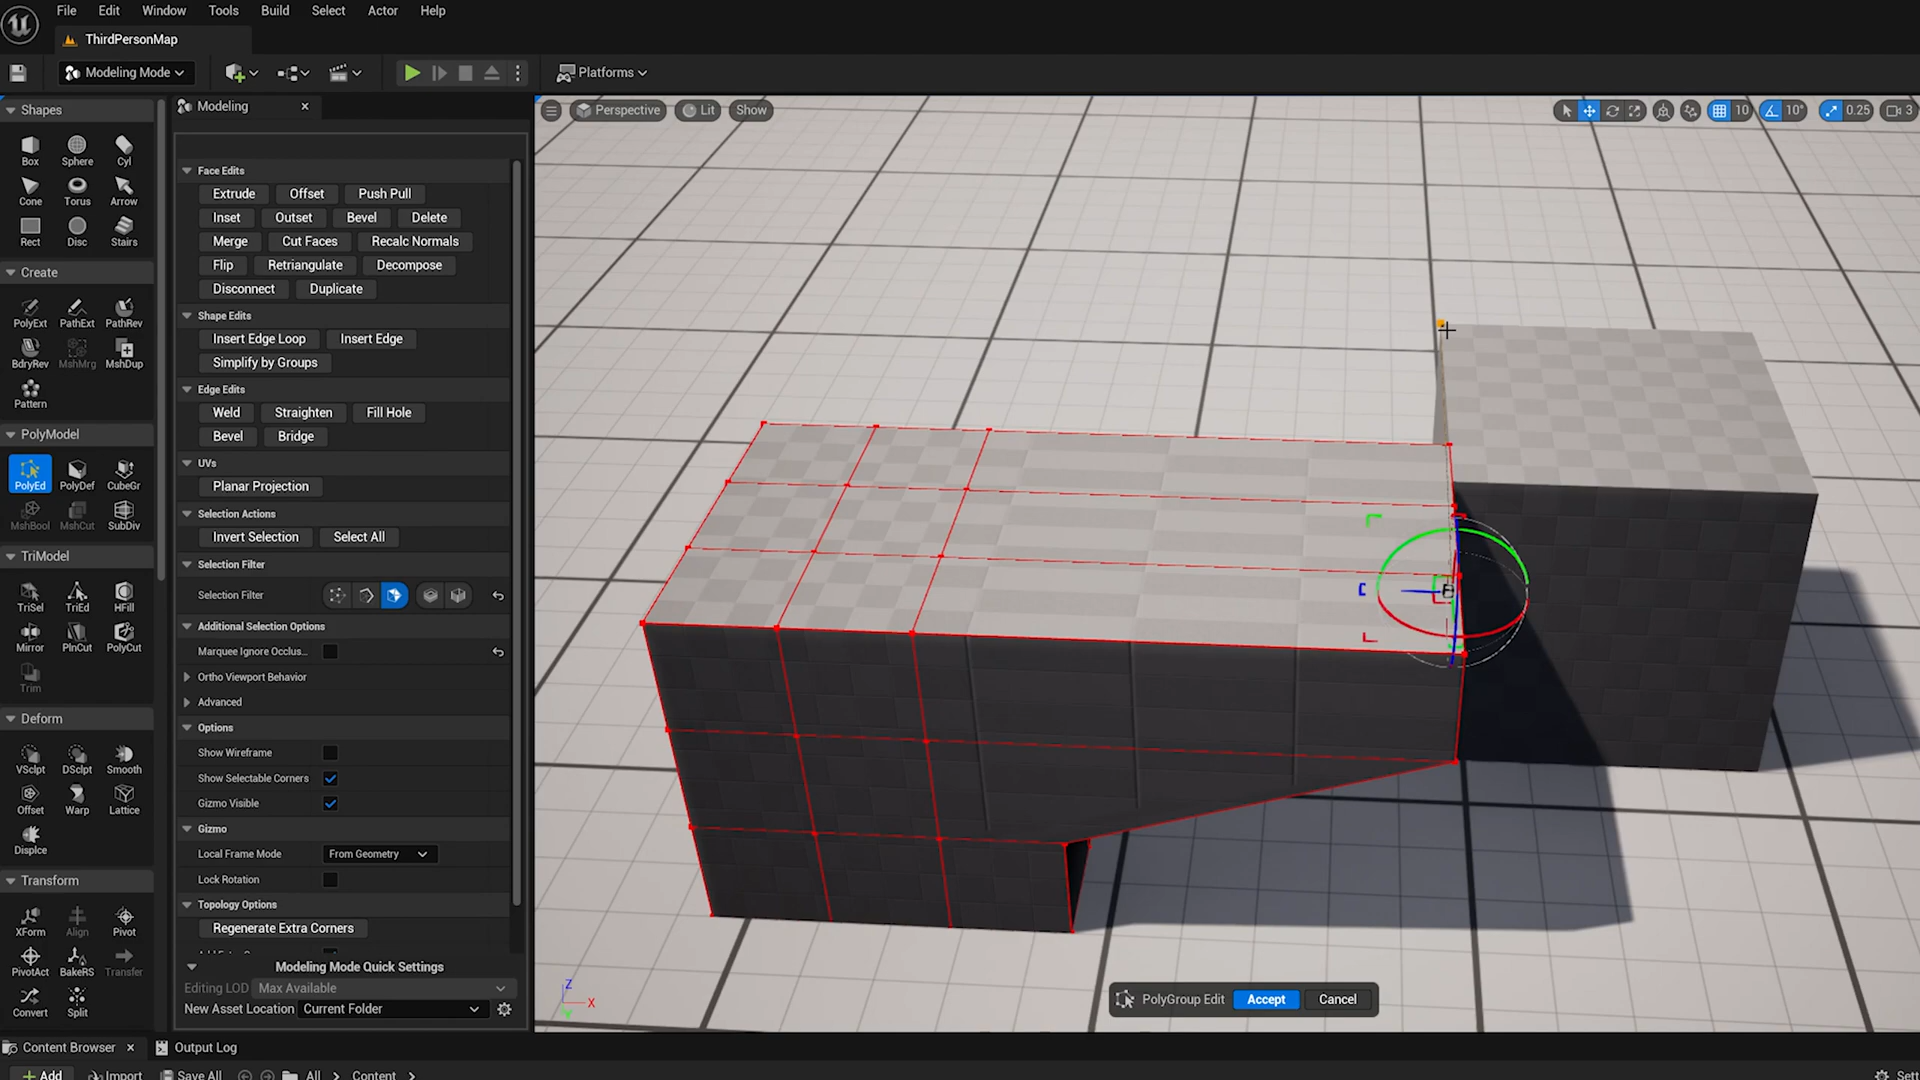 File Edit Window Tools Build Select Actor Help
ThirdPersonMap
Modeling Mode
Platforms
Shapes
Box Sphere Cyl
Cone Torus Arrow
Rect Disc Stairs
Create
PolyExt PathExt PathRev
BdryRev MshMrg MshDup
Pattern
PolyModel
PolyEd PolyDef CubeGr
MshBool MshCut SubDiv
TriModel
TriSel TriEd HFill
Mirror PlnCut PolyCut
Trim
Deform
VSclpt DSclpt Smooth
Offset Warp Lattice
Displce
Transform
XForm Align Pivot
PivotAct BakeRS Transfer
Convert Split
Modeling
Face Edits
Extrude Offset Push Pull
Inset Outset Bevel Delete
Merge Cut Faces Recalc Normals
Flip Retriangulate Decompose
Disconnect Duplicate
Shape Edits
Insert Edge Loop Insert Edge
Simplify by Groups
Edge Edits
Weld Straighten Fill Hole
Bevel Bridge
UVs
Planar Projection
Selection Actions
Invert Selection Select All
Selection Filter
Selection Filter
Additional Selection Options
Marquee Ignore Occlus...
Ortho Viewport Behavior
Advanced
Options
Show Wireframe
Show Selectable Corners
Gizmo Visible
Gizmo
Local Frame Mode From Geometry
Lock Rotation
Topology Options
Regenerate Extra Corners
Modeling Mode Quick Settings
Editing LOD Max Available
New Asset Location Current Folder
Perspective Lit Show
10 10° 0.25 3
Z
X
Y
PolyGroup Edit Accept Cancel
Content Browser Output Log
Add Import Save All All Content
Sett